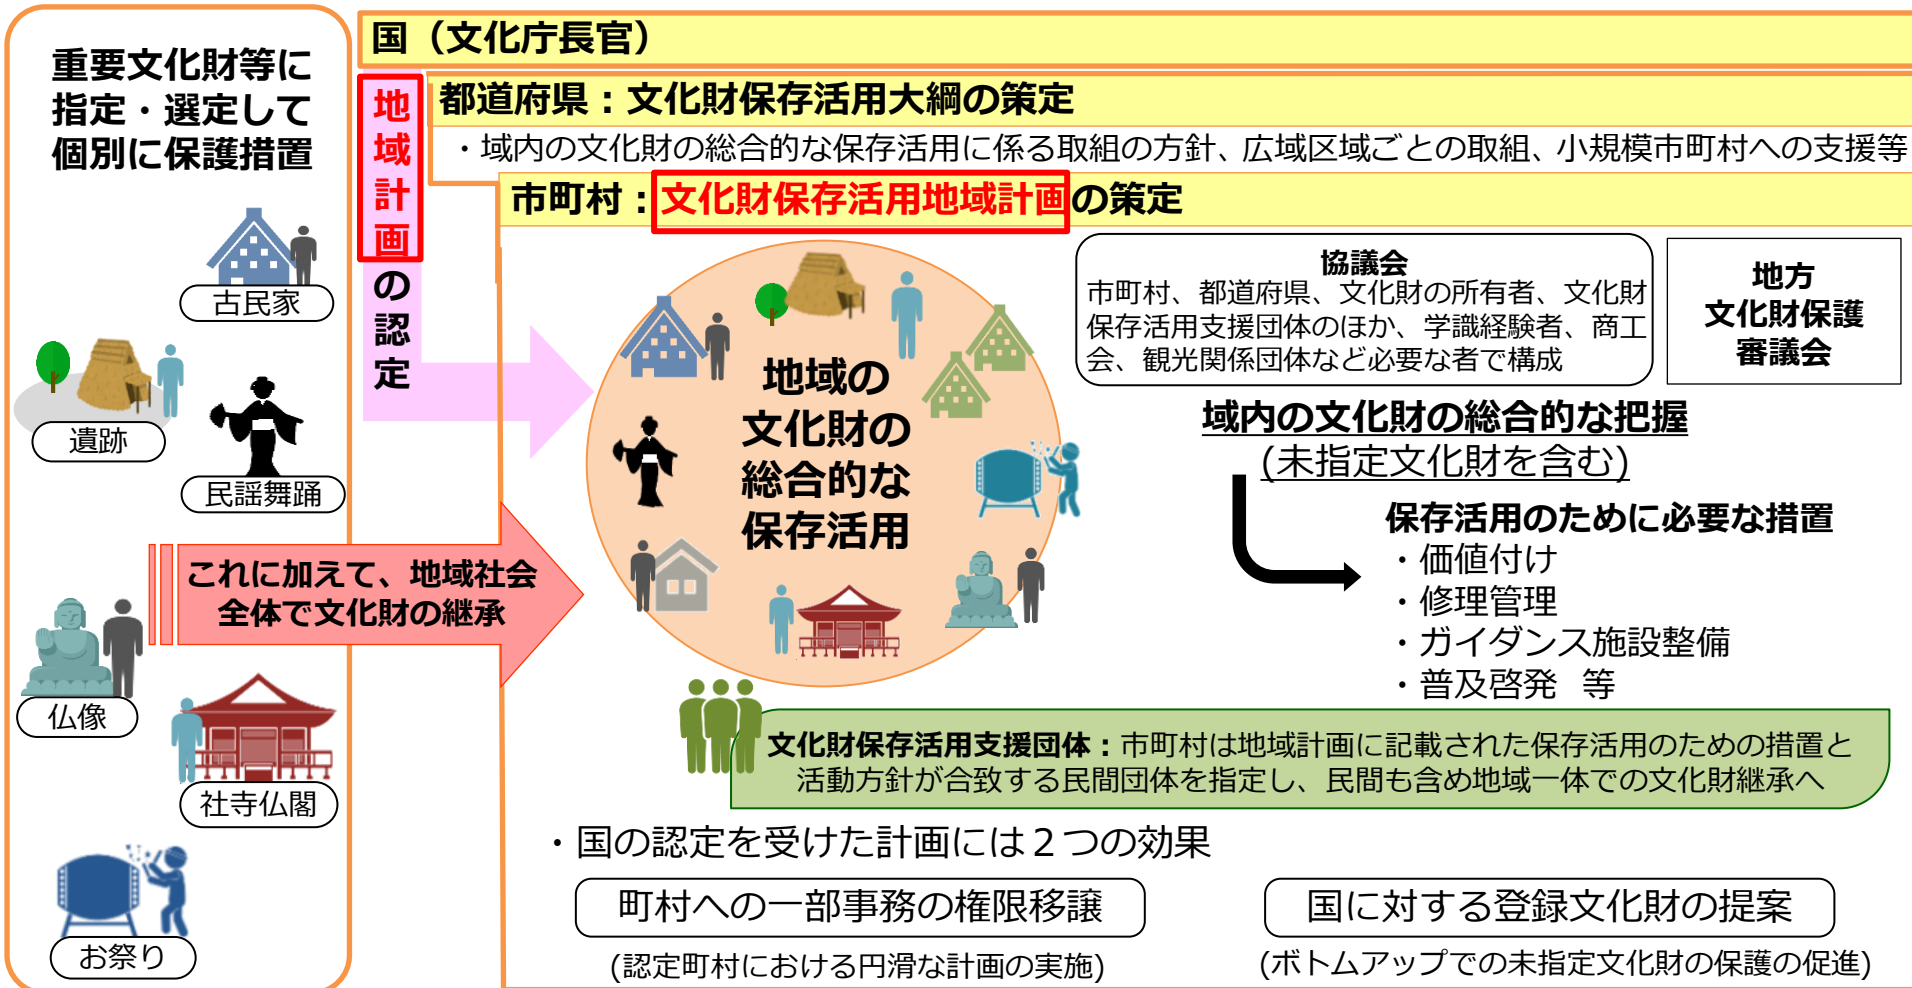 重要文化財等に
指定・選定して
個別に保護措置
古民家
遺跡
民謡舞踊
仏像
社寺仏閣
お祭り
これに加えて、地域社会
全体で文化財の継承
国（文化庁長官）
地域計画の認定
都道府県：文化財保存活用大綱の策定
・域内の文化財の総合的な保存活用に係る取組の方針、広域区域ごとの取組、小規模市町村への支援等
市町村：文化財保存活用地域計画の策定
地域の
文化財の
総合的な
保存活用
協議会
市町村、都道府県、文化財の所有者、文化財
保存活用支援団体のほか、学識経験者、商工
会、観光関係団体など必要な者で構成
地方
文化財保護
審議会
域内の文化財の総合的な把握
(未指定文化財を含む)
保存活用のために必要な措置
・価値付け
・修理管理
・ガイダンス施設整備
・普及啓発 等
文化財保存活用支援団体：市町村は地域計画に記載された保存活用のための措置と
活動方針が合致する民間団体を指定し、民間も含め地域一体での文化財継承へ
・国の認定を受けた計画には２つの効果
町村への一部事務の権限移譲
(認定町村における円滑な計画の実施)
国に対する登録文化財の提案
(ボトムアップでの未指定文化財の保護の促進)